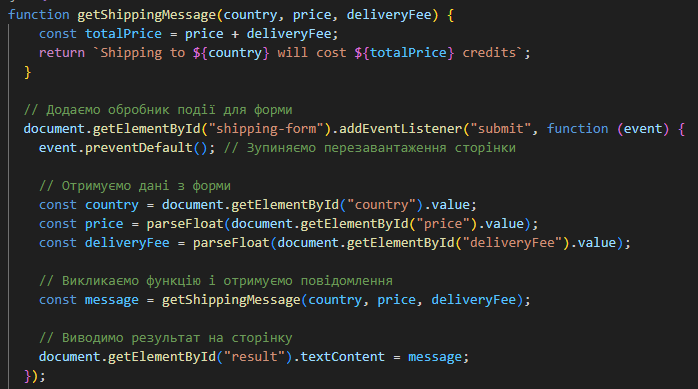 function getShippingMessage(country, price, deliveryFee) {
const totalPrice = price + deliveryFee;
return `Shipping to ${country} will cost ${totalPrice} credits`;
}
// Додаємо обробник події для форми
document.getElementById("shipping-form").addEventListener("submit", function (event) {
event.preventDefault(); // Зупиняємо перезавантаження сторінки
// Отримуємо дані з форми
const country = document.getElementById("country").value;
const price = parseFloat(document.getElementById("price").value);
const deliveryFee = parseFloat(document.getElementById("deliveryFee").value);
// Викликаємо функцію і отримуємо повідомлення
const message = getShippingMessage(country, price, deliveryFee);
// Виводимо результат на сторінку
document.getElementById("result").textContent = message;
});